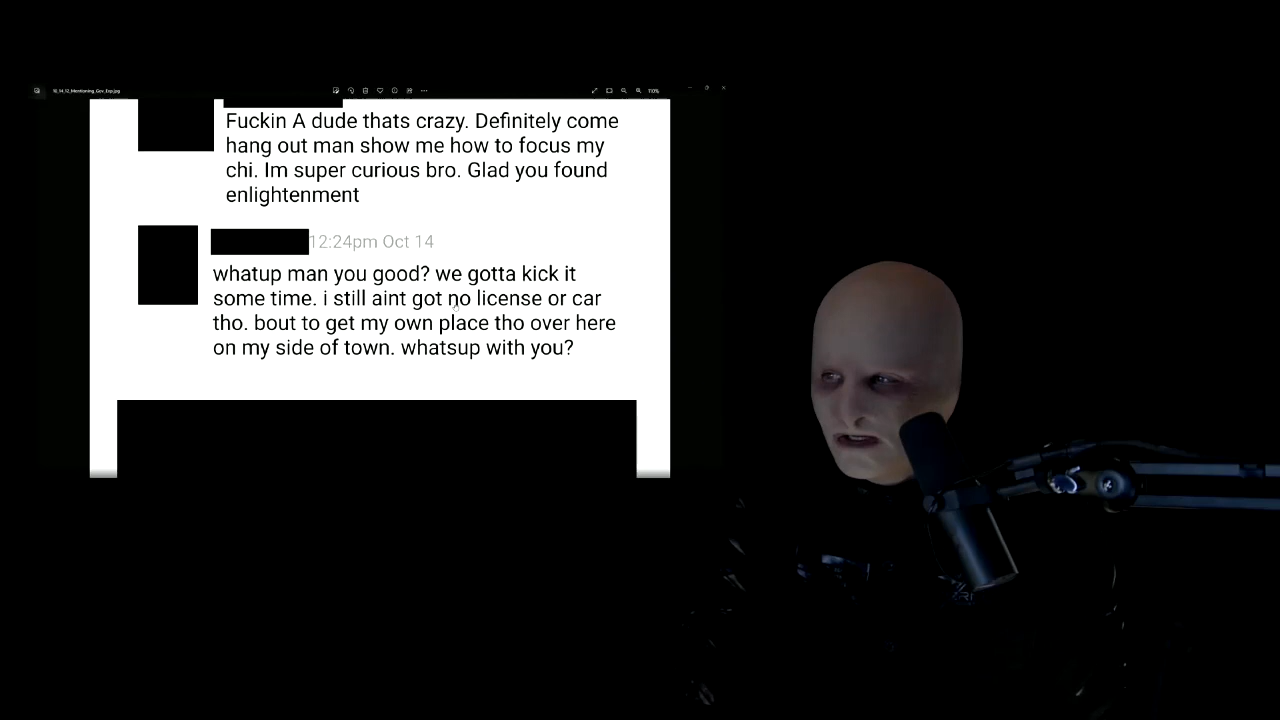 10_14_12_Mentioning_Gov_Exp.jpg
110%
Fuckin A dude thats crazy. Definitely come
hang out man show me how to focus my
chi. Im super curious bro. Glad you found
enlightenment
12:24pm Oct 14
whatup man you good? we gotta kick it
some time. i still aint got no license or car
tho. bout to get my own place tho over here
on my side of town. whatsup with you?